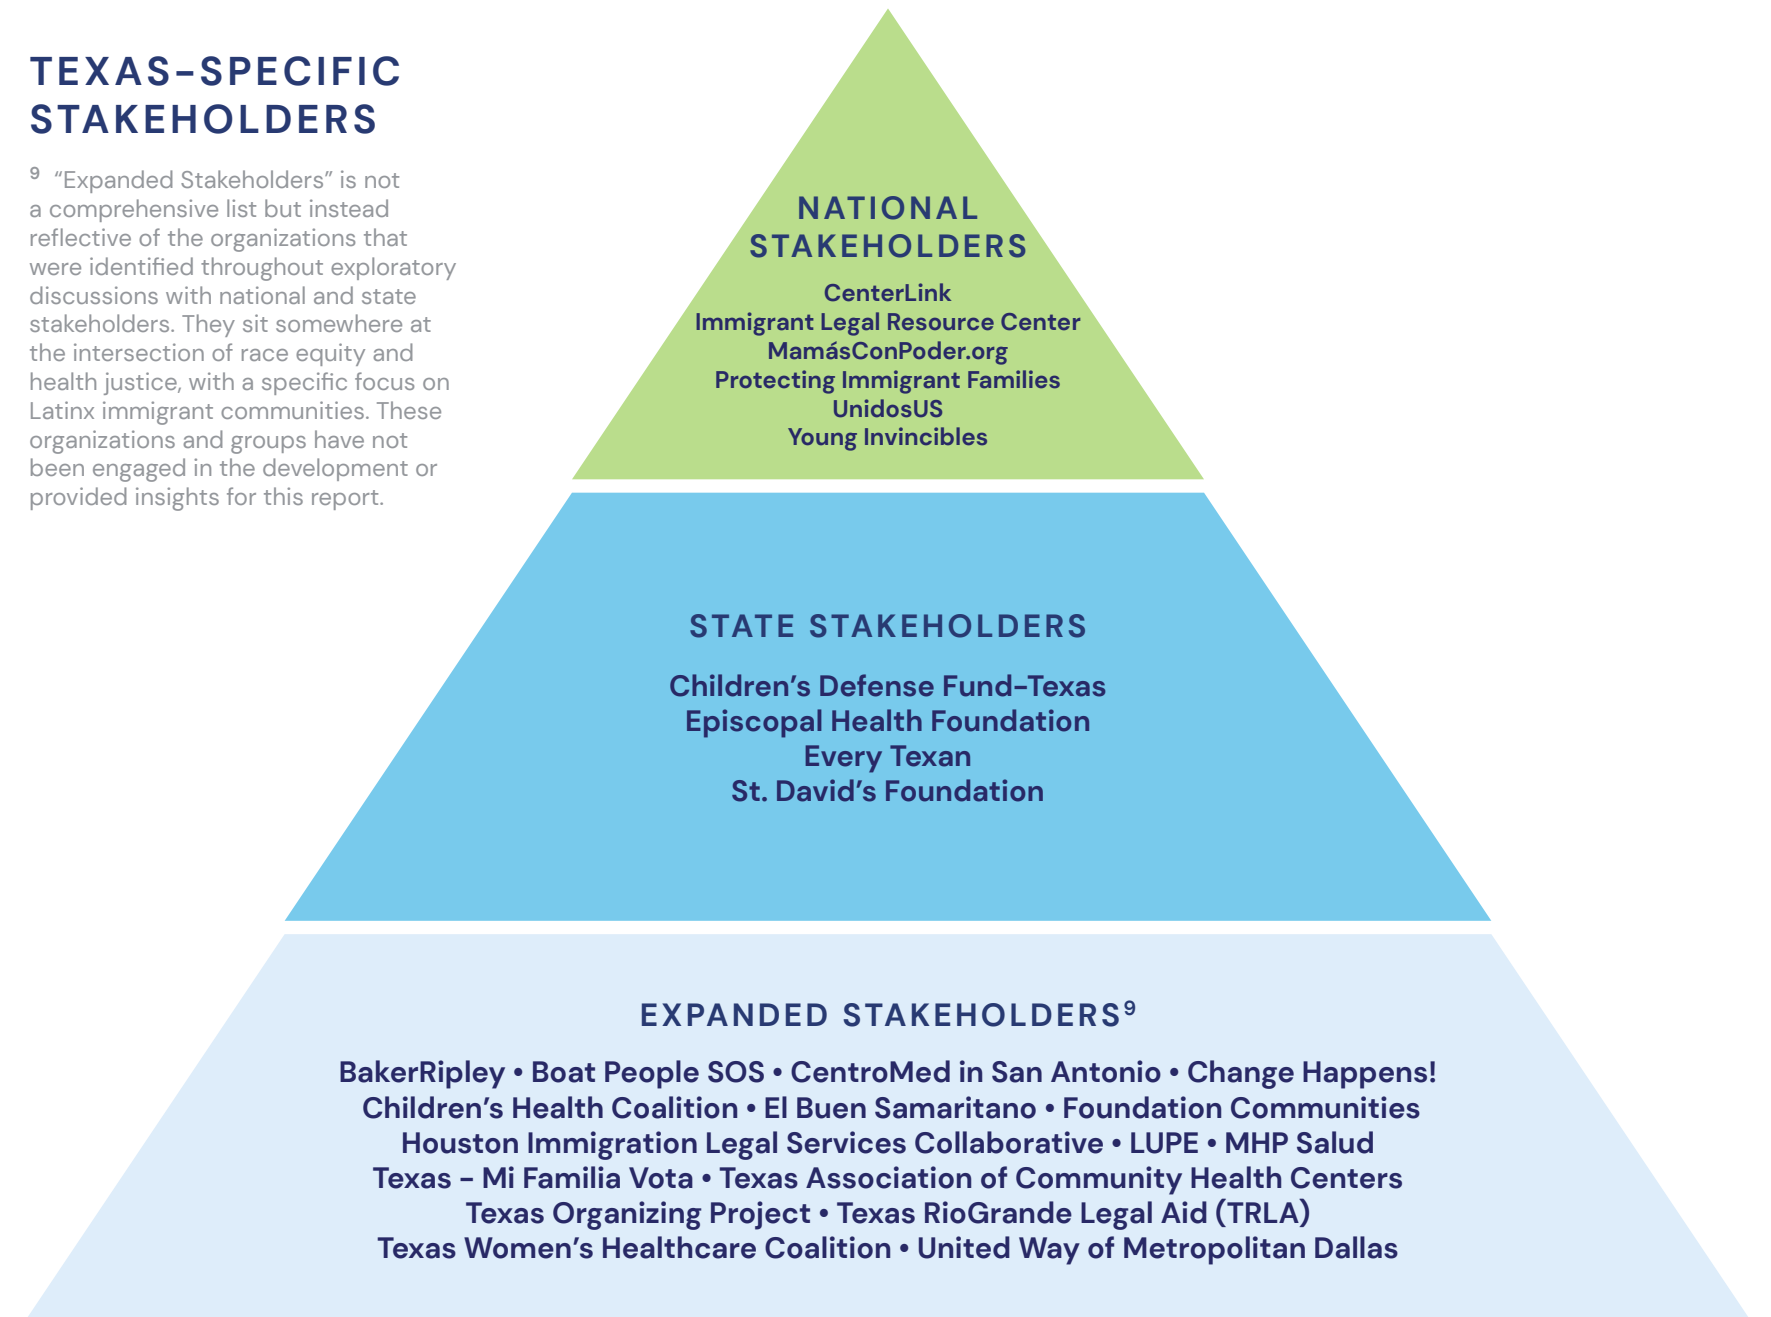 TEXAS–SPECIFIC
STAKEHOLDERS
⁹ “Expanded Stakeholders” is not
a comprehensive list but instead
reflective of the organizations that
were identified throughout exploratory
discussions with national and state
stakeholders. They sit somewhere at
the intersection of race equity and
health justice, with a specific focus on
Latinx immigrant communities. These
organizations and groups have not
been engaged in the development or
provided insights for this report.
NATIONAL
STAKEHOLDERS
CenterLink
Immigrant Legal Resource Center
MamásConPoder.org
Protecting Immigrant Families
UnidosUS
Young Invincibles
STATE STAKEHOLDERS
Children’s Defense Fund–Texas
Episcopal Health Foundation
Every Texan
St. David’s Foundation
EXPANDED STAKEHOLDERS⁹
BakerRipley • Boat People SOS • CentroMed in San Antonio • Change Happens!
Children’s Health Coalition • El Buen Samaritano • Foundation Communities
Houston Immigration Legal Services Collaborative • LUPE • MHP Salud
Texas – Mi Familia Vota • Texas Association of Community Health Centers
Texas Organizing Project • Texas RioGrande Legal Aid (TRLA)
Texas Women’s Healthcare Coalition • United Way of Metropolitan Dallas